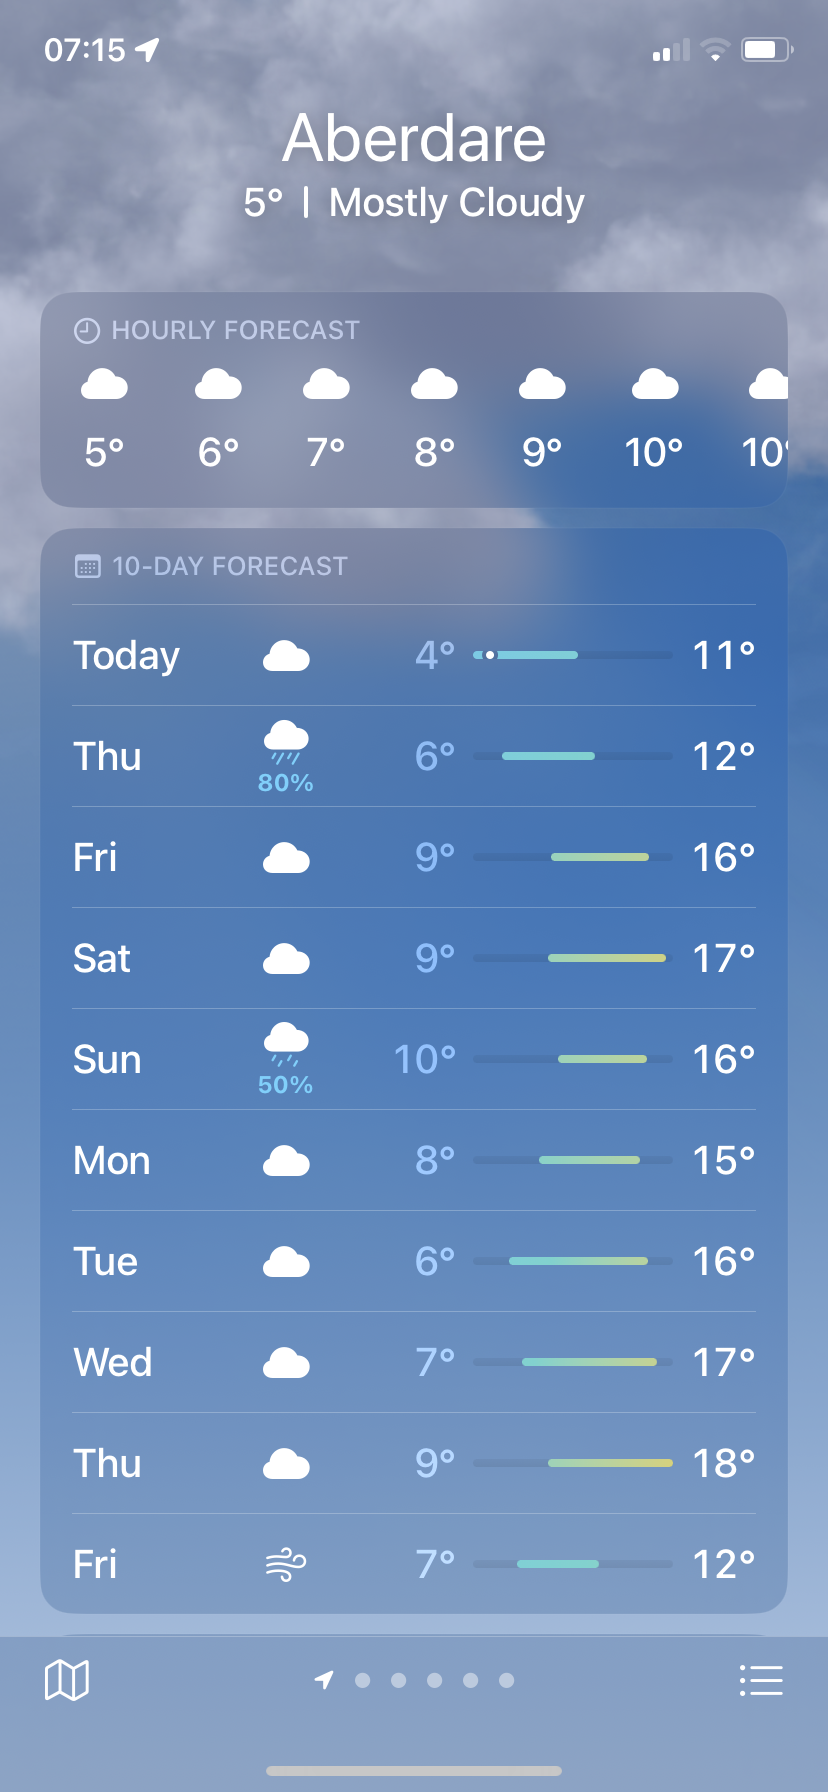 07:15
Aberdare
5° | Mostly Cloudy
HOURLY FORECAST
5° 6° 7° 8° 9° 10° 10°
10-DAY FORECAST
Today 4° 11°
Thu 80% 6° 12°
Fri 9° 16°
Sat 9° 17°
Sun 50% 10° 16°
Mon 8° 15°
Tue 6° 16°
Wed 7° 17°
Thu 9° 18°
Fri 7° 12°